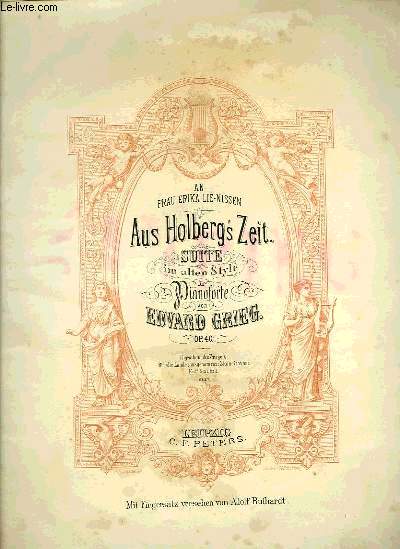 © www.le-livre.com
AN
FRAU ERIKA LIE-NISSEN
Aus Holberg's Zeit.
SUITE
im alten Style
für
Pianoforte
von
EDVARD GRIEG.
OP. 40.
LEIPZIG
C. F. PETERS.
Mit Fingersatz versehen von Adolf Ruthardt